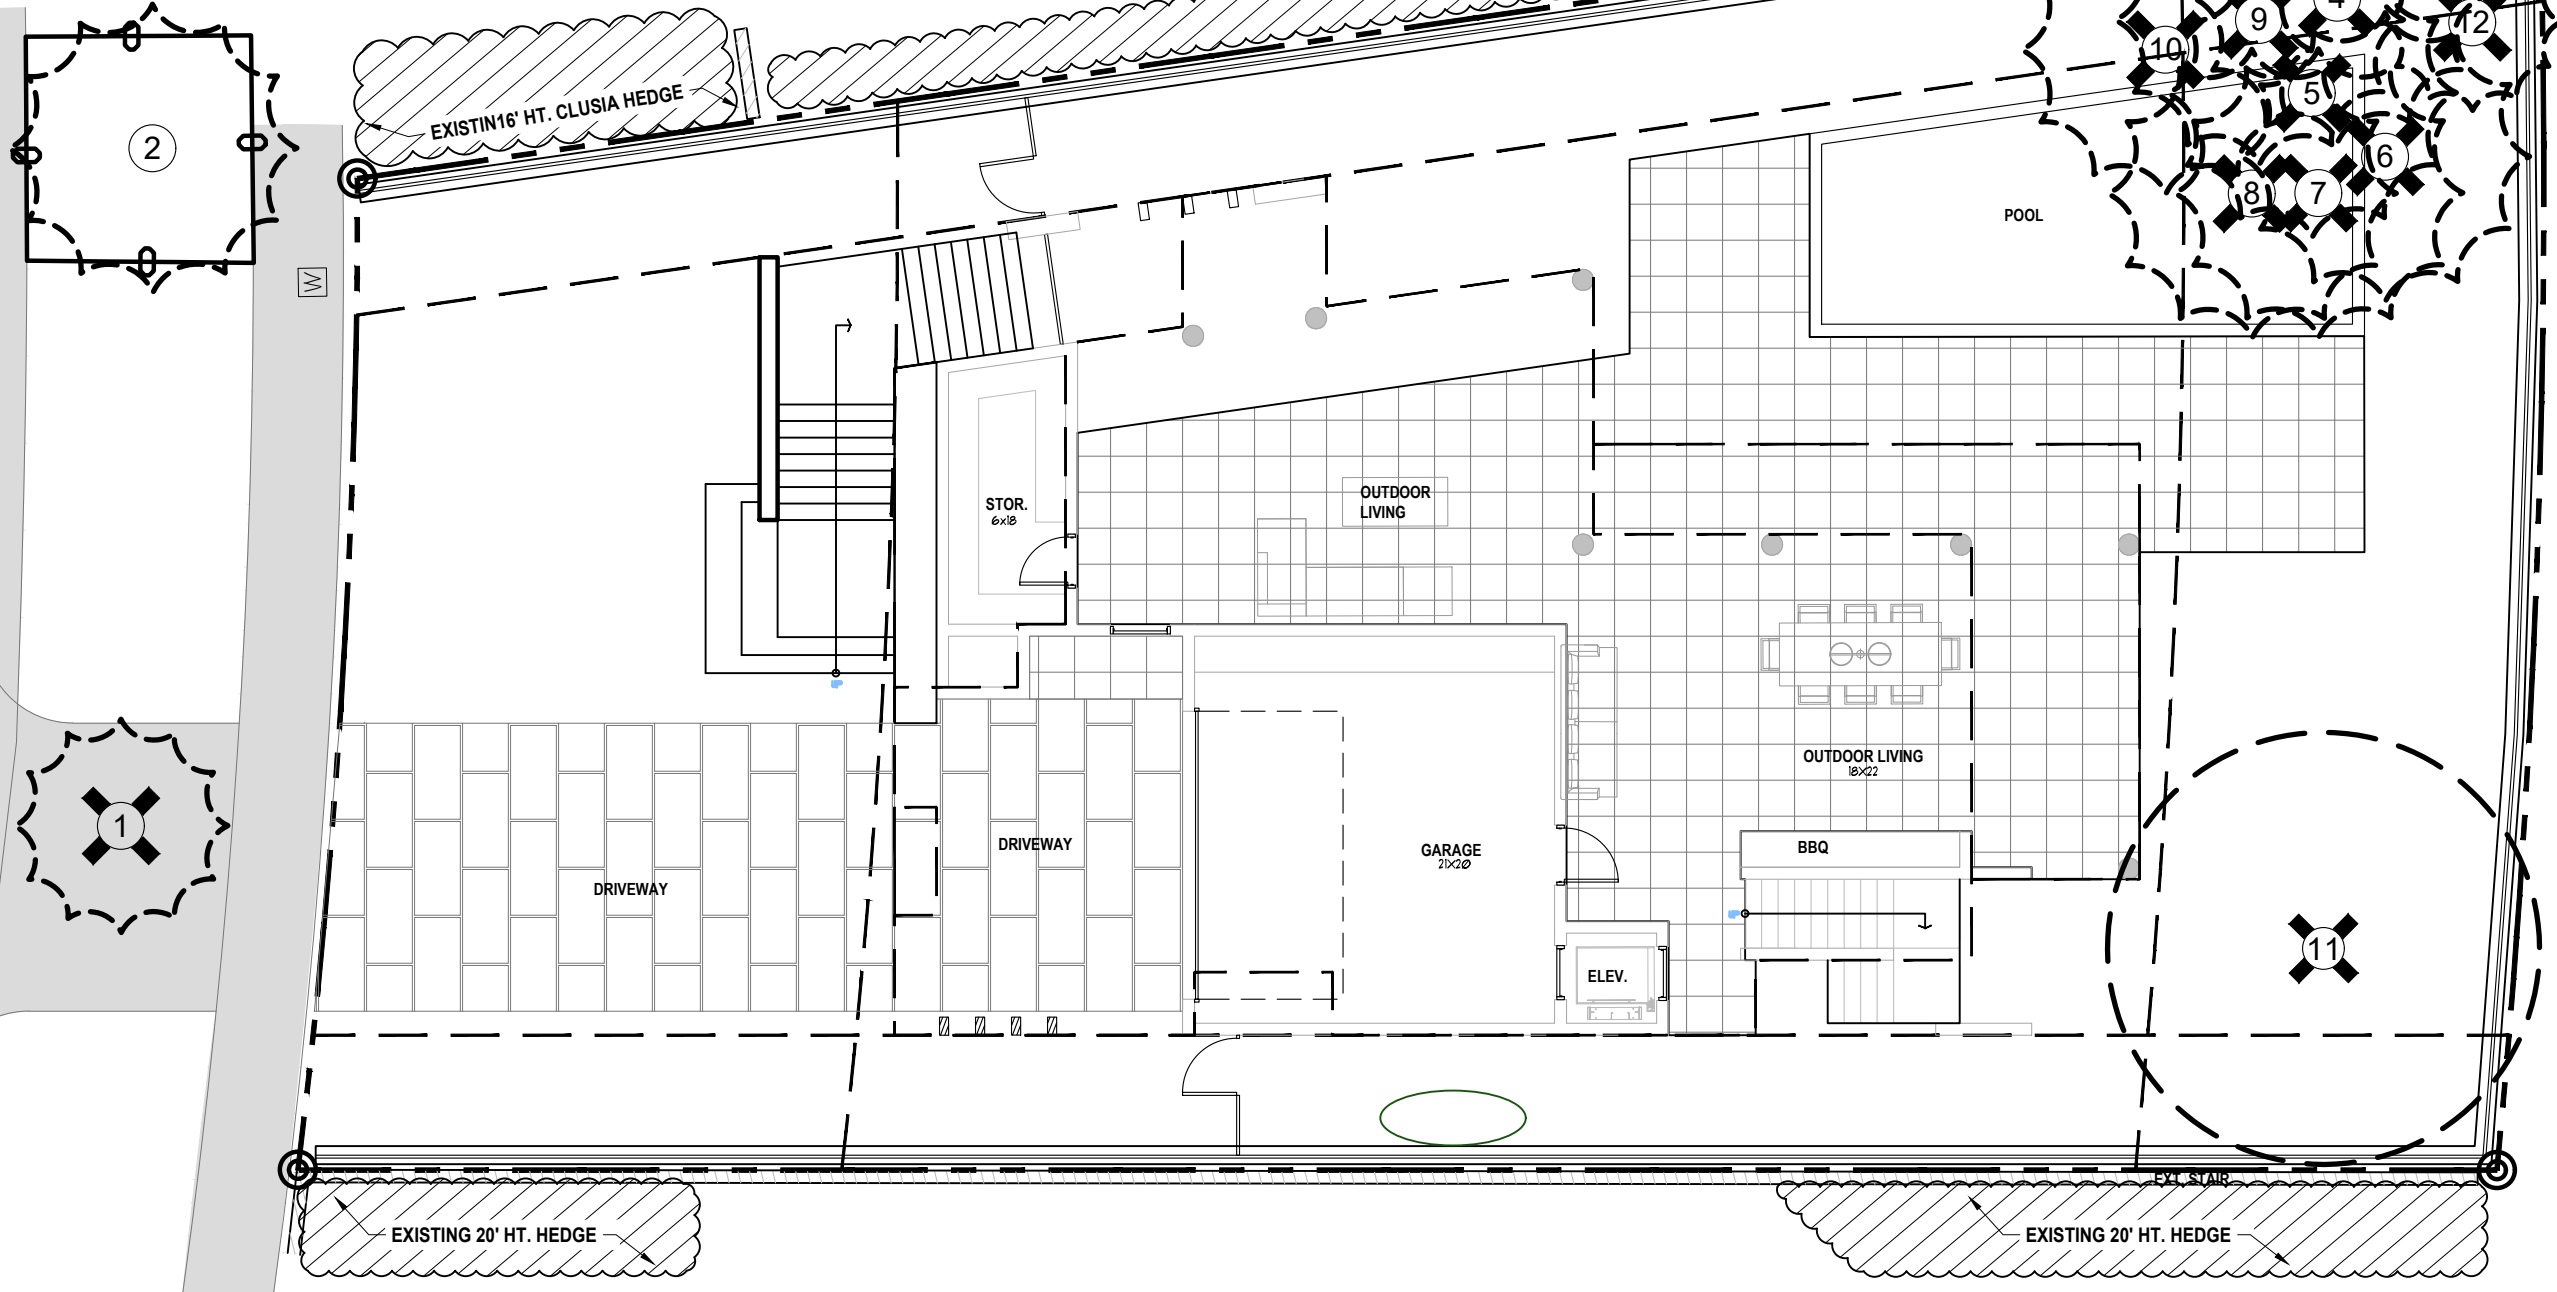 4
9
12
10
5
2
EXISTIN16' HT. CLUSIA HEDGE
6
8
7
POOL
W
STOR.
6x18
OUTDOOR
LIVING
OUTDOOR LIVING
18X22
1
DRIVEWAY
DRIVEWAY
GARAGE
21X20
BBQ
11
ELEV.
EXT. STAIR
EXISTING 20' HT. HEDGE
EXISTING 20' HT. HEDGE